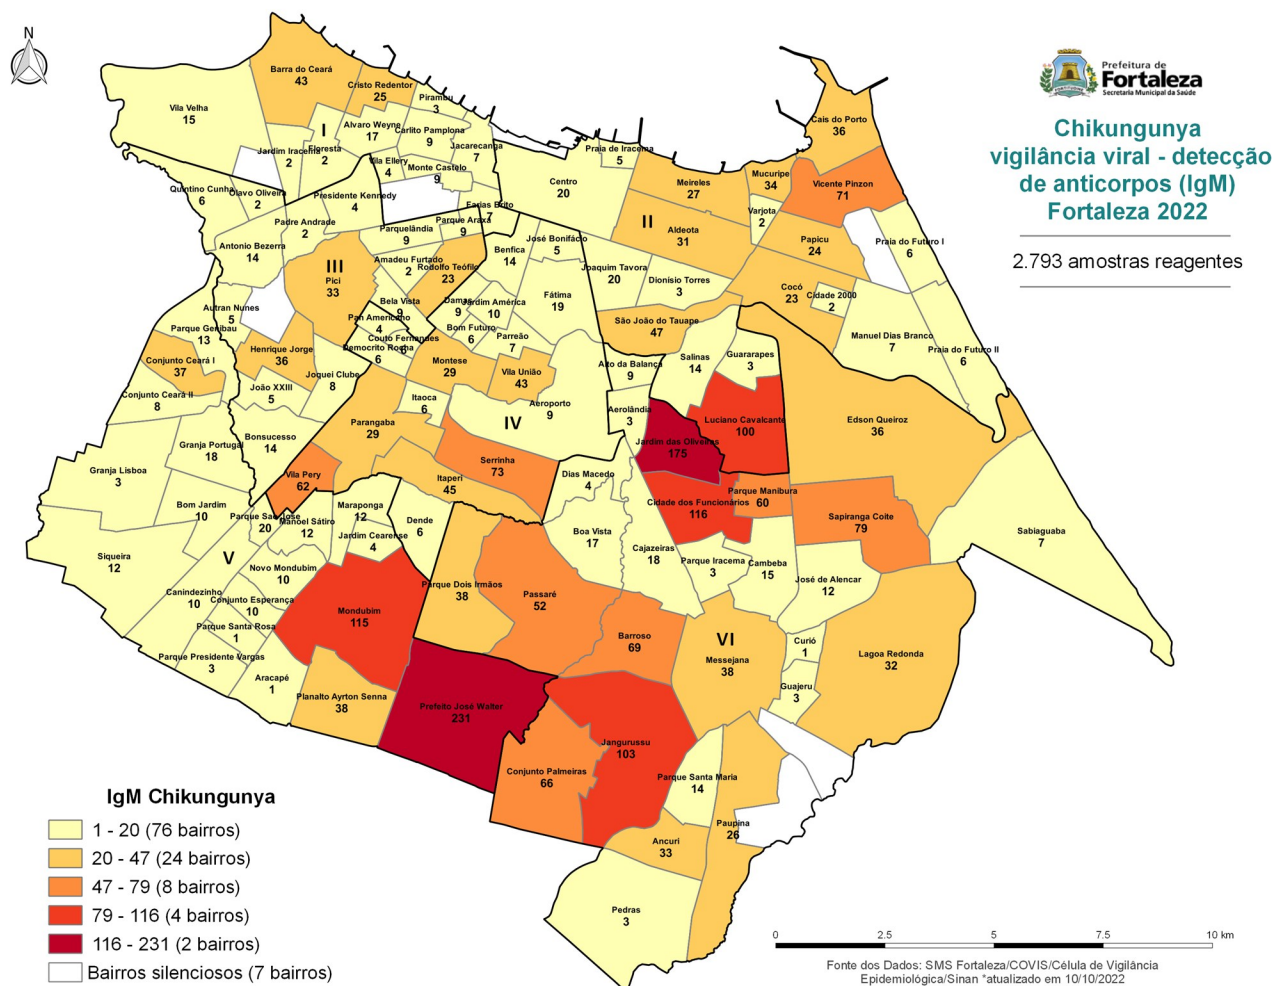 N
Prefeitura de
Fortaleza
Secretaria Municipal da Saúde
Chikungunya
vigilância viral - detecção
de anticorpos (IgM)
Fortaleza 2022
2.793 amostras reagentes
Barra do Ceará
43
Cristo Redentor
25
Pirambu
3
Vila Velha
15
I
Alvaro Weyne
17
Carlito Pamplona
9
Jacarecanga
7
Jardim Iracema
2
Floresta
2
Vila Ellery
4
Monte Castelo
9
Praia de Iracema
5
Cais do Porto
36
Quintino Cunha
6
Olavo Oliveira
2
Presidente Kennedy
4
Farias Brito
7
Centro
20
Meireles
27
Mucuripe
34
Vicente Pinzon
71
Padre Andrade
2
Parquelândia
9
Parque Araxá
9
II
Aldeota
31
Varjota
2
Papicu
24
Praia do Futuro I
6
Antonio Bezerra
14
III
Pici
33
Amadeu Furtado
2
Rodolfo Teófilo
23
Benfica
14
José Bonifácio
5
Joaquim Tavora
20
Dionísio Torres
3
Cocó
23
Cidade 2000
2
Autran Nunes
5
Bela Vista
9
Damas
9
Jardim América
10
Fátima
19
São João do Tauape
47
Manuel Dias Branco
7
Praia do Futuro II
6
Parque Genibau
13
Pan Americano
4
Couto Fernandes
6
Democrito Rocha
6
Bom Futuro
6
Parreão
7
Conjunto Ceará I
37
Henrique Jorge
36
Joquei Clube
8
Montese
29
Vila União
43
Alto da Balança
9
Salinas
14
Guararapes
3
Conjunto Ceará II
8
João XXIII
5
Itaoca
6
Aeroporto
9
IV
Aerolândia
3
Luciano Cavalcante
100
Edson Queiroz
36
Parangaba
29
Bonsucesso
14
Granja Portugal
18
Jardim das Oliveiras
175
Granja Lisboa
3
Vila Pery
62
Serrinha
73
Itaperi
45
Dias Macedo
4
Cidade dos Funcionários
116
Parque Manibura
60
Sapiranga Coite
79
Sabiaguaba
7
Bom Jardim
10
Parque Sao Jose
20
Manoel Sátiro
12
Maraponga
12
Jardim Cearense
4
Dende
6
Boa Vista
17
Cajazeiras
18
Parque Iracema
3
Cambeba
15
José de Alencar
12
Siqueira
12
V
Novo Mondubim
10
Canindezinho
10
Conjunto Esperança
10
Parque Santa Rosa
1
Parque Presidente Vargas
3
Aracapé
1
Mondubim
115
Parque Dois Irmãos
38
Passaré
52
Barroso
69
VI
Messejana
38
Curió
1
Guajeru
3
Lagoa Redonda
32
Planalto Ayrton Senna
38
Prefeito José Walter
231
Jangurussu
103
Conjunto Palmeiras
66
Parque Santa Maria
14
Paupina
26
Ancuri
33
Pedras
3
IgM Chikungunya
1 - 20 (76 bairros)
20 - 47 (24 bairros)
47 - 79 (8 bairros)
79 - 116 (4 bairros)
116 - 231 (2 bairros)
Bairros silenciosos (7 bairros)
0 2.5 5 7.5 10 km
Fonte dos Dados: SMS Fortaleza/COVIS/Célula de Vigilância
Epidemiológica/Sinan *atualizado em 10/10/2022